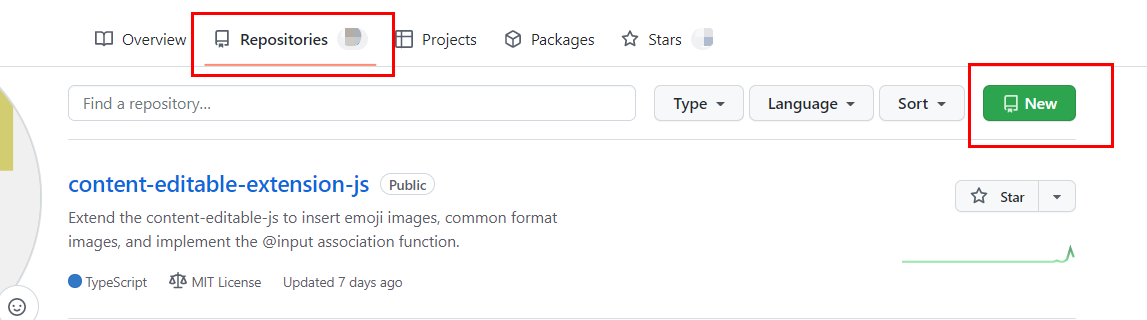 Overview Repositories Projects Packages Stars
Find a repository... Type Language Sort New
content-editable-extension-js Public
Star
Extend the content-editable-js to insert emoji images, common format
images, and implement the @input association function.
TypeScript MIT License Updated 7 days ago